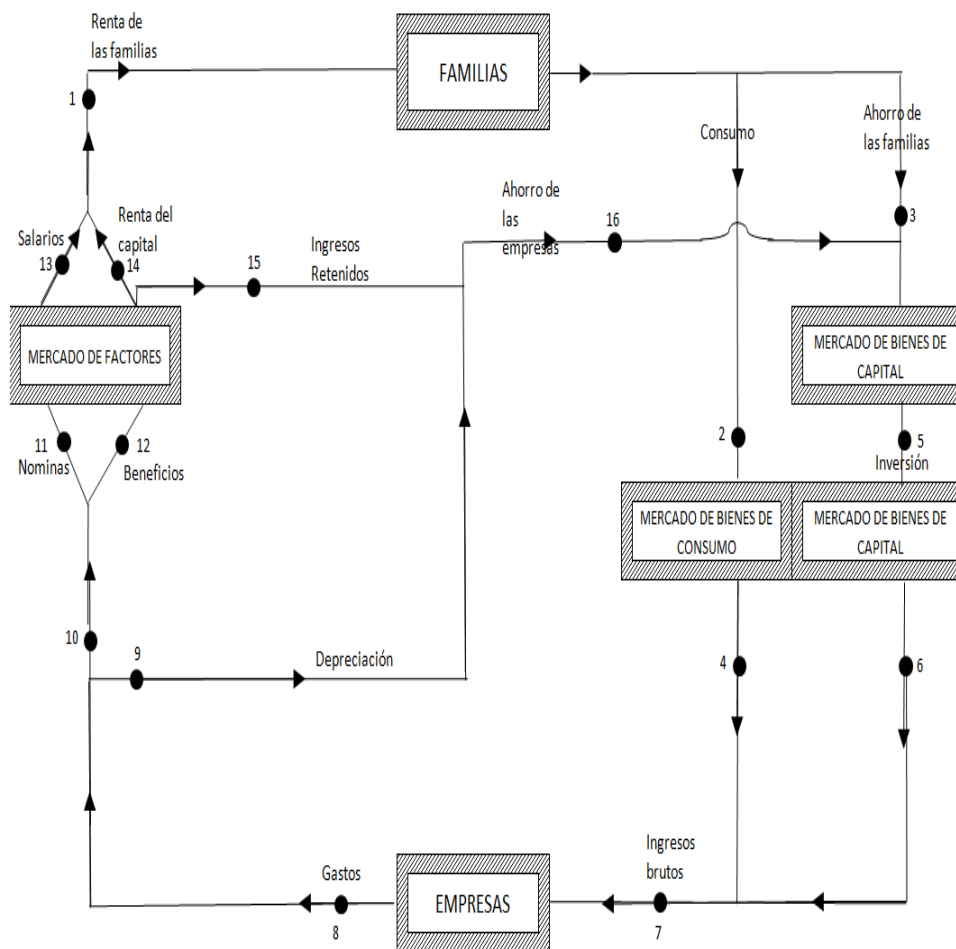 Renta de
las familias
FAMILIAS
1
Consumo
Ahorro de
las familias
3
Ahorro de
las
empresas
16
Salarios
13
Renta del
capital
14
15
Ingresos
Retenidos
MERCADO DE FACTORES
MERCADO DE BIENES DE
CAPITAL
11
Nominas
12
Beneficios
2
5
Inversión
MERCADO DE BIENES DE
CONSUMO
MERCADO DE BIENES DE
CAPITAL
10
9
Depreciación
4
6
Gastos
8
EMPRESAS
Ingresos
brutos
7